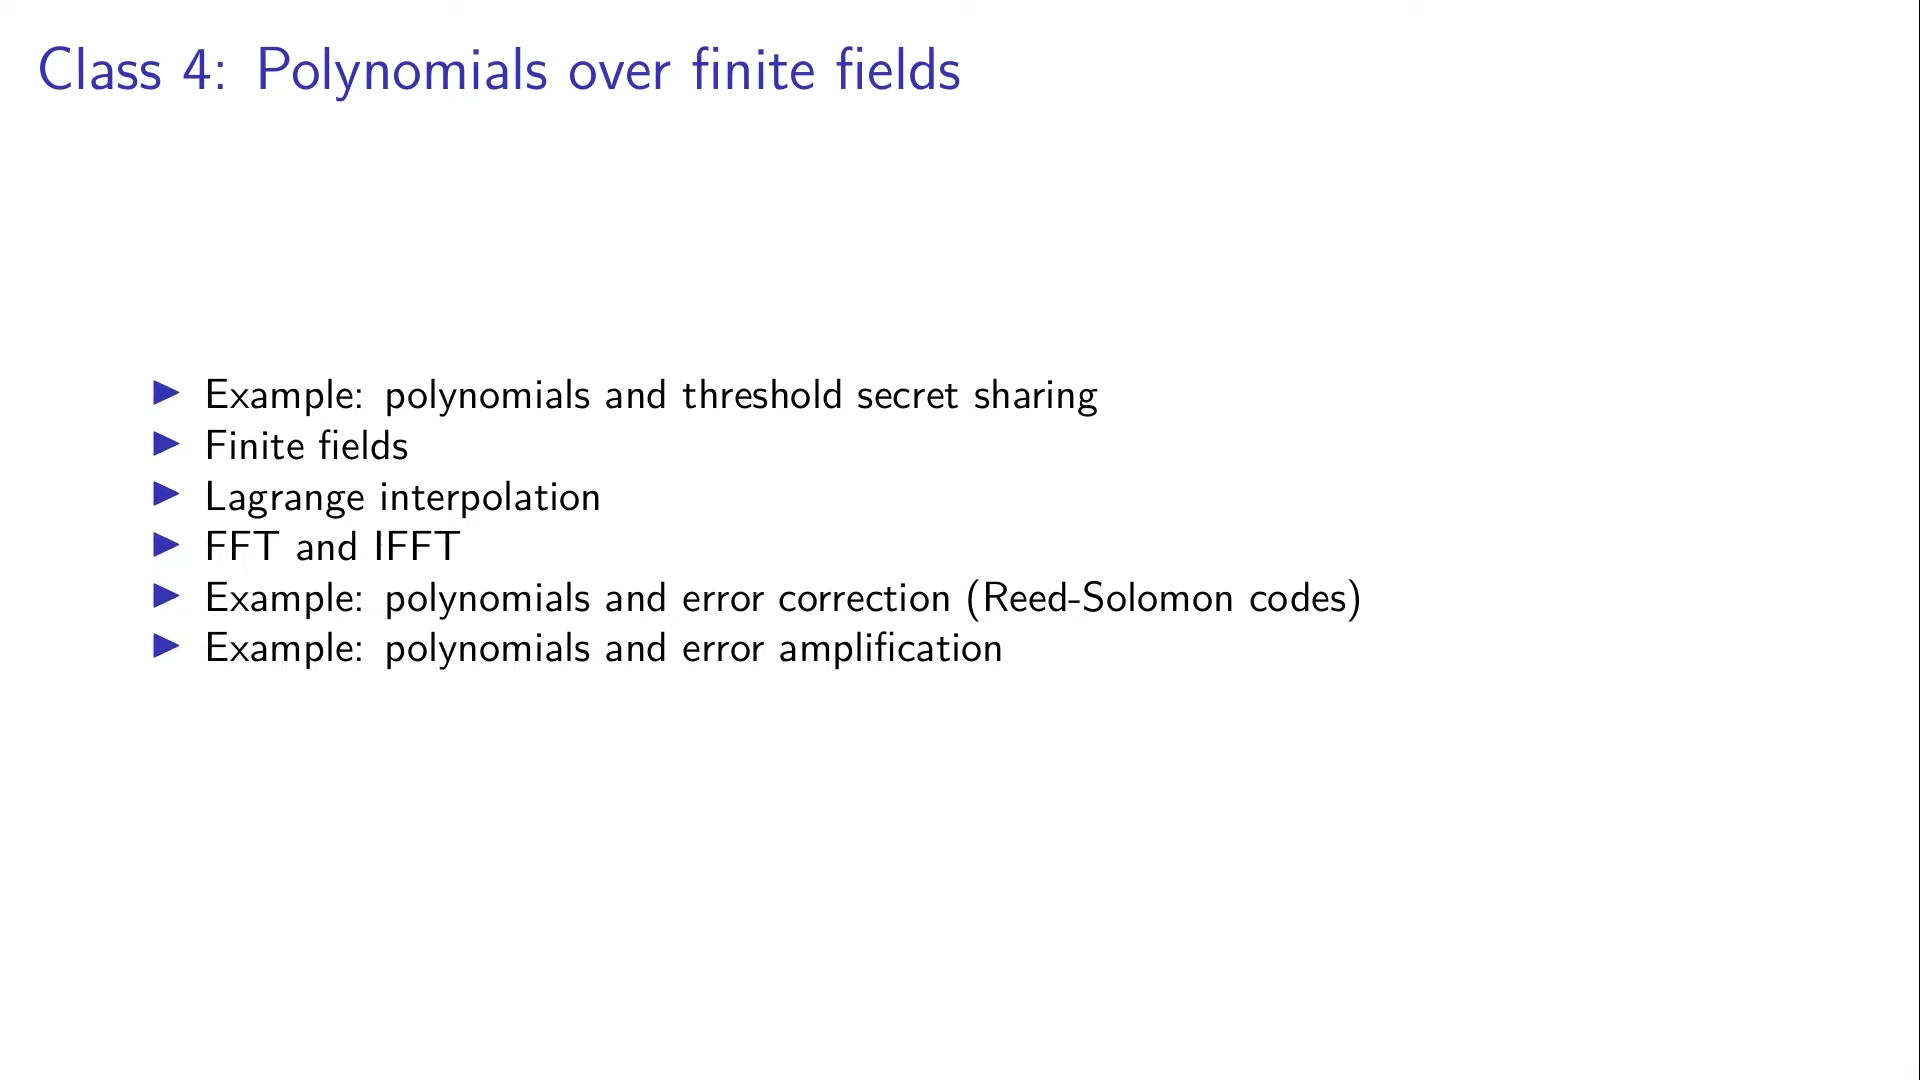 Class 4: Polynomials over finite fields
▶ Example: polynomials and threshold secret sharing
▶ Finite fields
▶ Lagrange interpolation
▶ FFT and IFFT
▶ Example: polynomials and error correction (Reed-Solomon codes)
▶ Example: polynomials and error amplification